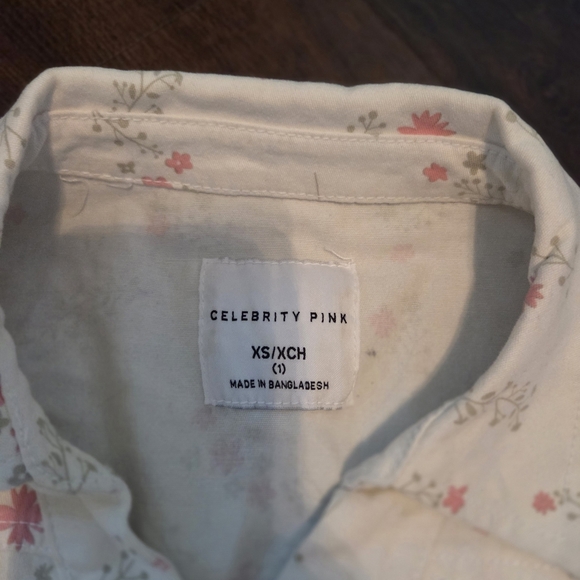 CELEBRITY PINK
XS/XCH
(1)
MADE IN BANGLADESH